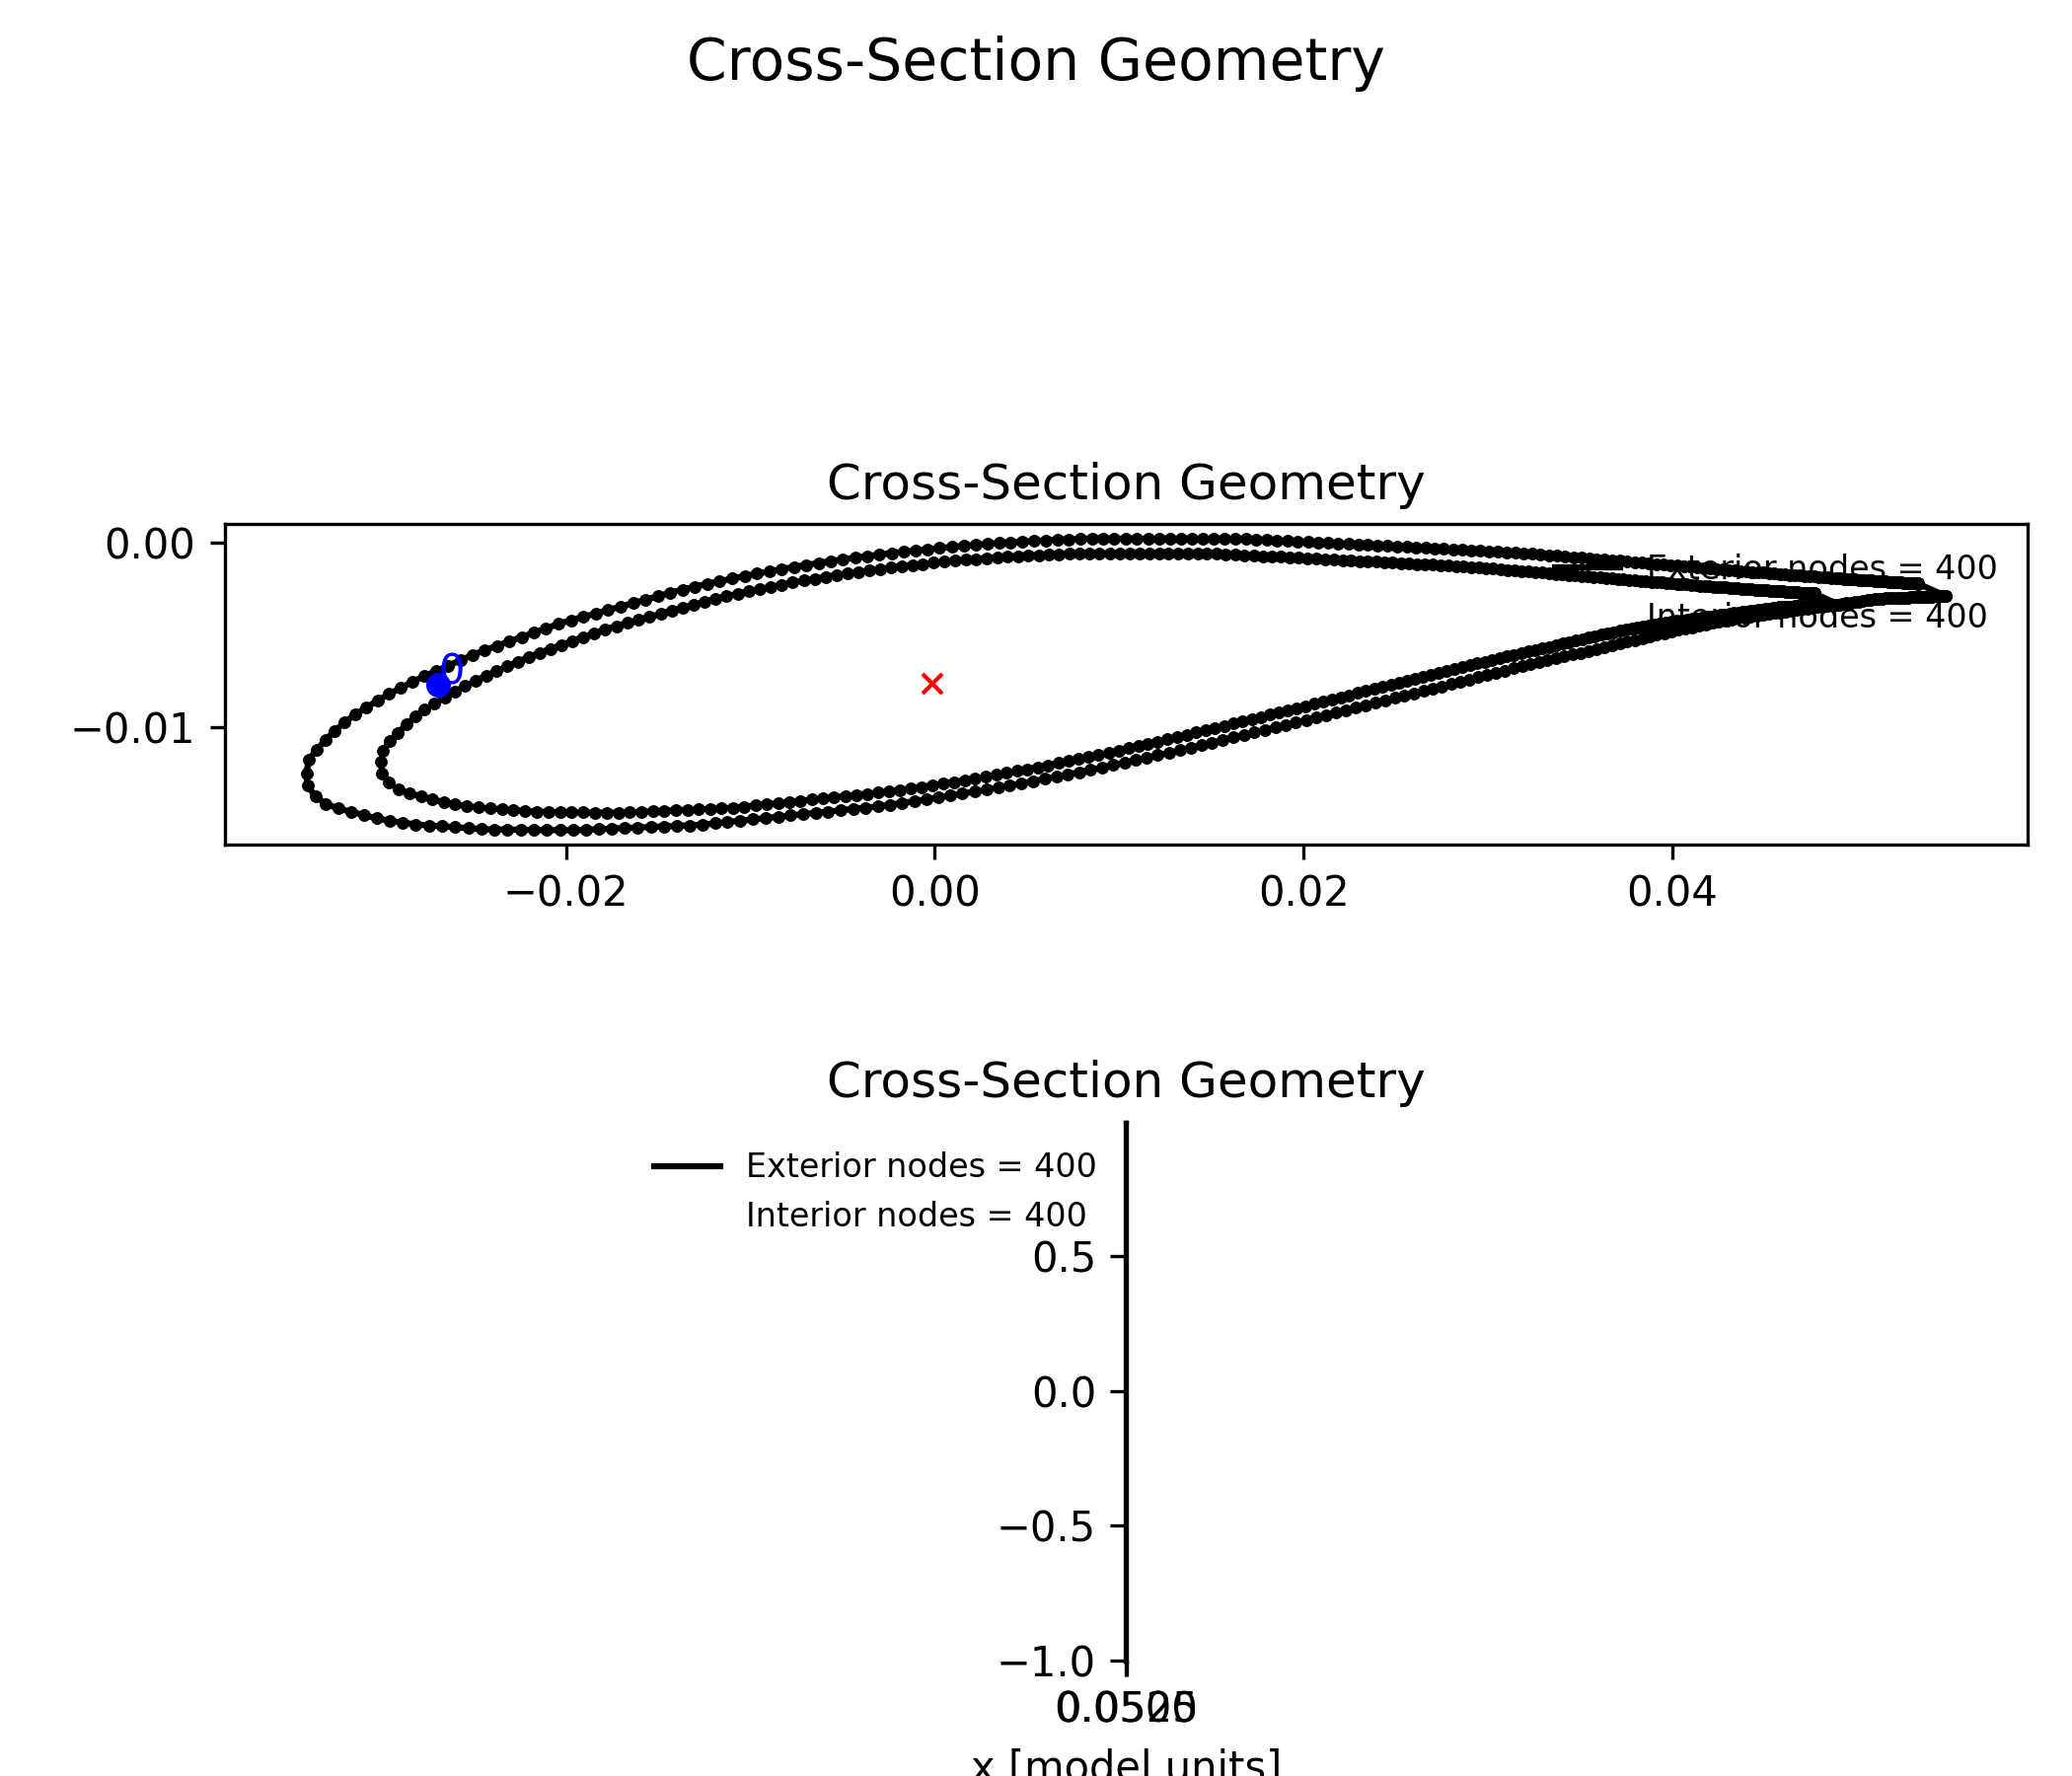 Cross-Section Geometry
Cross-Section Geometry
0.00
Exterior nodes = 400
Interior nodes = 400
0
−0.01
−0.02 0.00 0.02 0.04
Cross-Section Geometry
Exterior nodes = 400
Interior nodes = 400
0.5
0.0
−0.5
−1.0
x [model units]